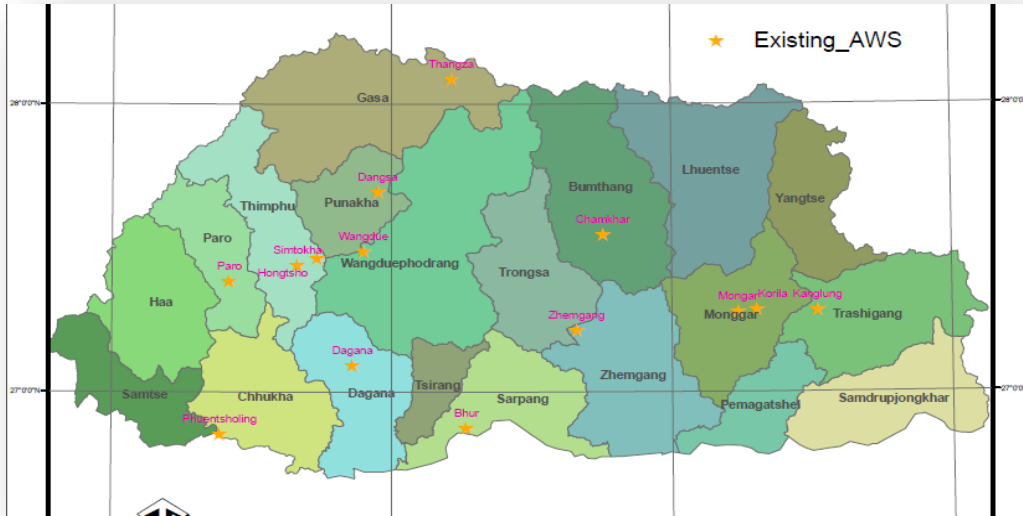 Existing_AWS
Thangza
28°0'0"N
28°0'0"
Gasa
Lhuentse
Dangsa
Bumthang
Punakha
Yangtse
Thimphu
Chamkhar
Paro
Wangdue
Simtokha
Wangduephodrang
Paro
Hongtsho
Trongsa
Haa
Mongar
Korila
Kanglung
Monggar
Trashigang
Zhemgang
Dagana
Zhemgang
Tsirang
27°0'0"N
27°0'0"
Samtse
Chhukha
Dagana
Sarpang
Samdrupjongkhar
Pemagatshel
Phuentsholing
Bhur